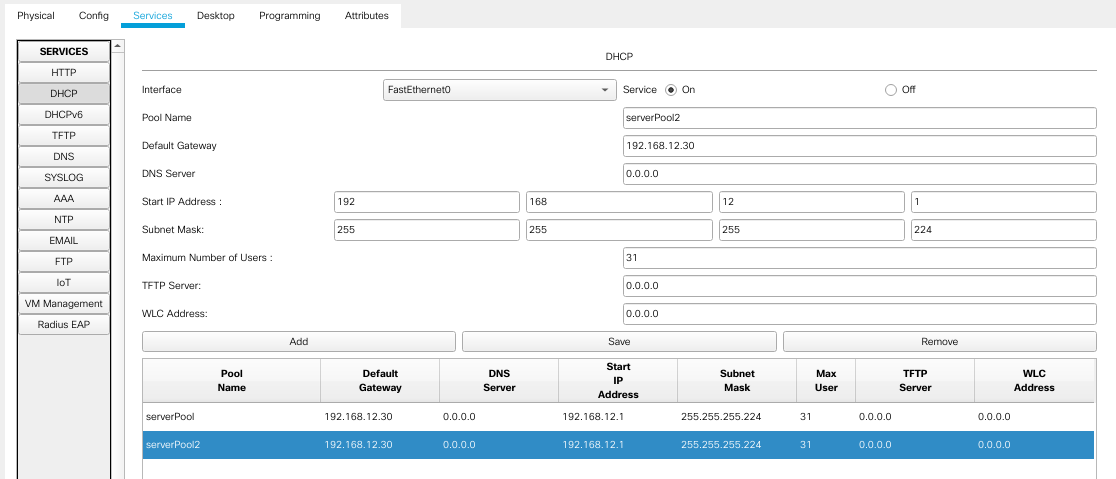 Physical Config Services Desktop Programming Attributes
SERVICES
HTTP
DHCP
DHCPv6
TFTP
DNS
SYSLOG
AAA
NTP
EMAIL
FTP
IoT
VM Management
Radius EAP
DHCP
Interface FastEthernet0 Service On Off
Pool Name serverPool2
Default Gateway 192.168.12.30
DNS Server 0.0.0.0
Start IP Address : 192 168 12 1
Subnet Mask: 255 255 255 224
Maximum Number of Users : 31
TFTP Server: 0.0.0.0
WLC Address: 0.0.0.0
Add Save Remove
Pool Name Default Gateway DNS Server Start IP Address Subnet Mask Max User TFTP Server WLC Address
serverPool 192.168.12.30 0.0.0.0 192.168.12.1 255.255.255.224 31 0.0.0.0 0.0.0.0
serverPool2 192.168.12.30 0.0.0.0 192.168.12.1 255.255.255.224 31 0.0.0.0 0.0.0.0